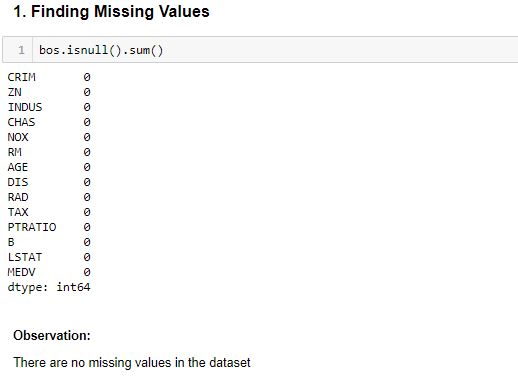 1. Finding Missing Values
1 bos.isnull().sum()
CRIM 0
ZN 0
INDUS 0
CHAS 0
NOX 0
RM 0
AGE 0
DIS 0
RAD 0
TAX 0
PTRATIO 0
B 0
LSTAT 0
MEDV 0
dtype: int64
Observation:
There are no missing values in the dataset